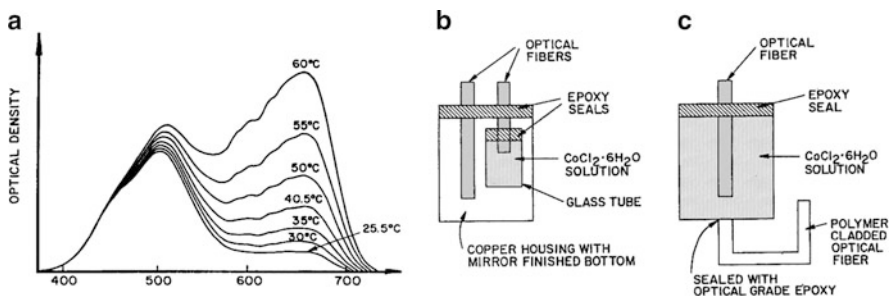 a
OPTICAL DENSITY
60°C
55°C
50°C
40.5°C
35°C
30°C
25.5°C
400
500
600
700
b
OPTICAL
FIBERS
EPOXY
SEALS
CoCl2·6H2O
SOLUTION
GLASS TUBE
COPPER HOUSING WITH
MIRROR FINISHED BOTTOM
c
OPTICAL
FIBER
EPOXY
SEAL
CoCl2·6H2O
SOLUTION
POLYMER
CLADDED
OPTICAL
FIBER
SEALED WITH
OPTICAL GRADE EPOXY